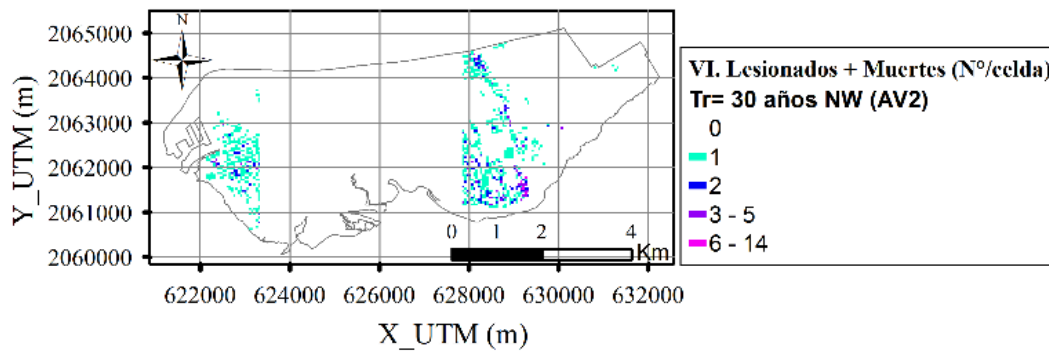 N
2065000
2064000
2063000
2062000
2061000
2060000
Y_UTM (m)
0 1 2 4
Km
622000 624000 626000 628000 630000 632000
X_UTM (m)
VI. Lesionados + Muertes (N°/celda)
Tr= 30 años NW (AV2)
0
1
2
3 - 5
6 - 14